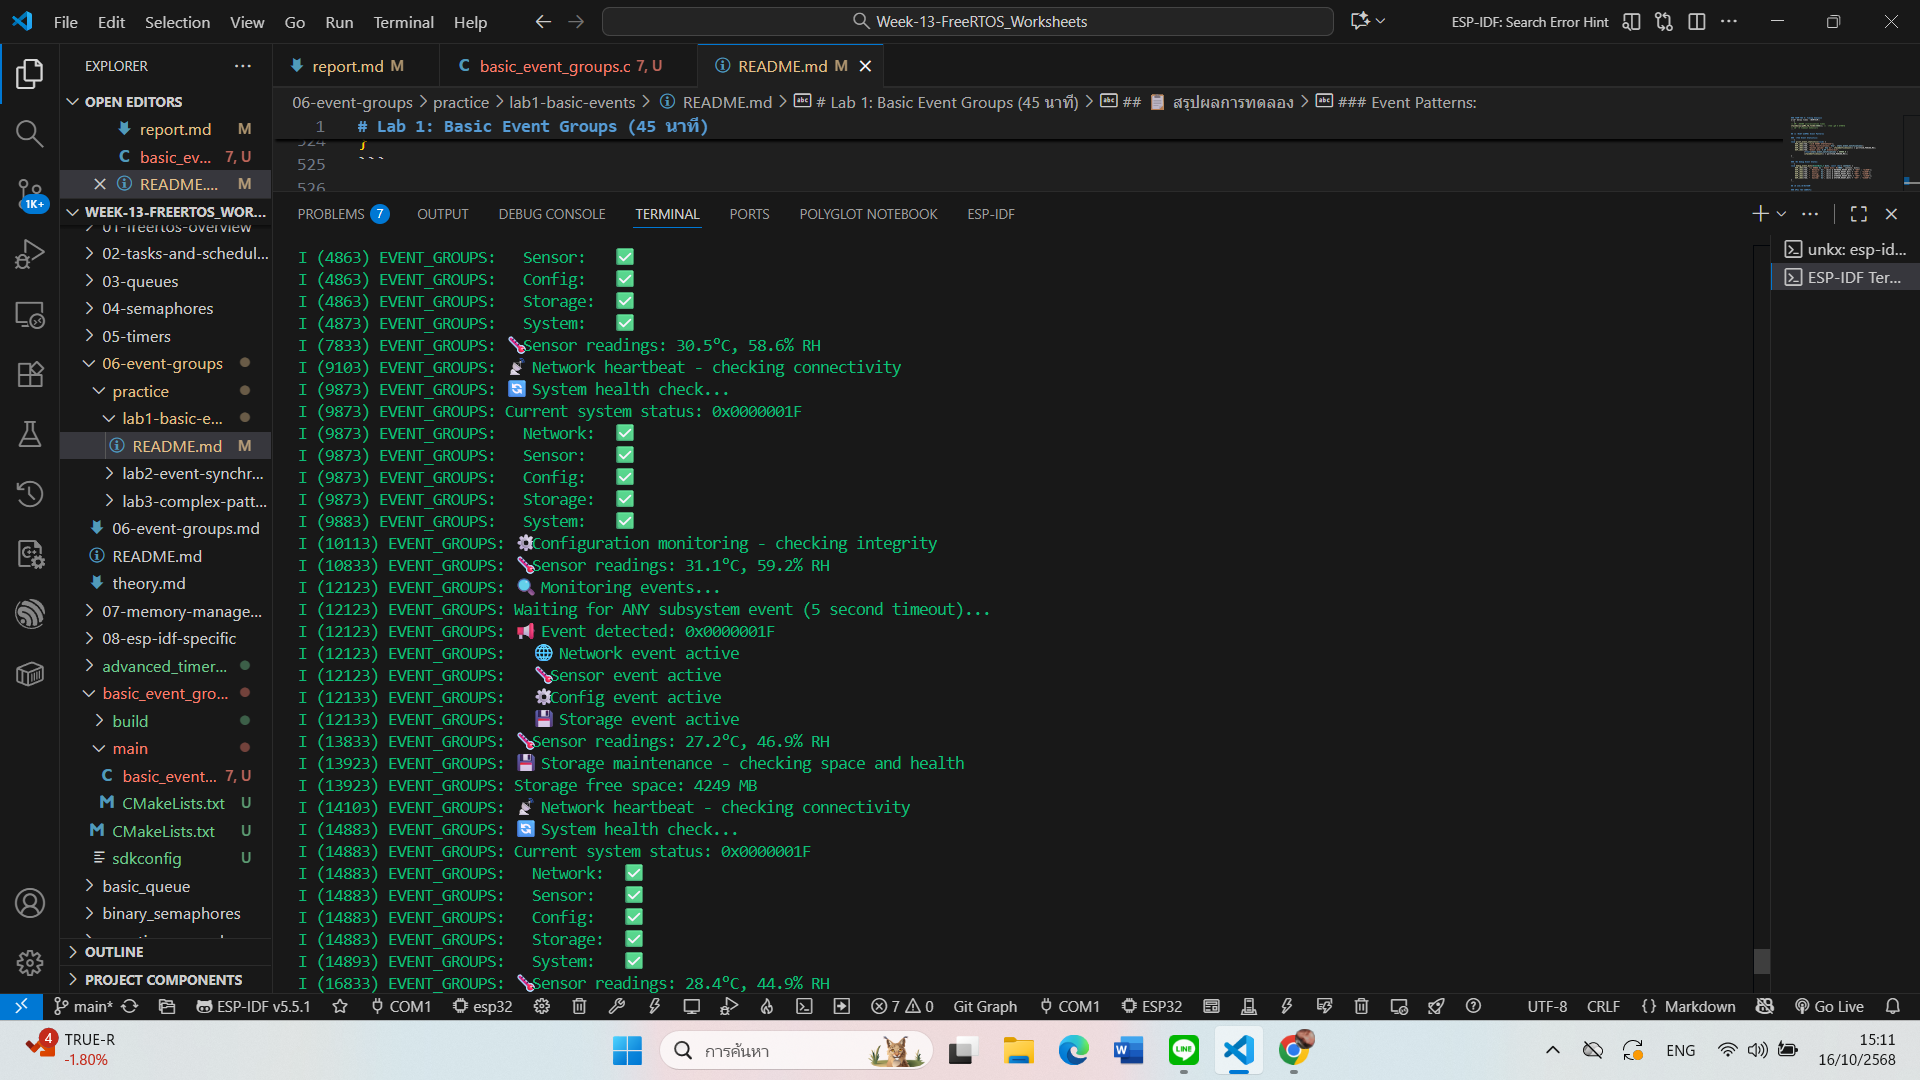 File Edit Selection View Go Run Terminal Help
Week-13-FreeRTOS_Worksheets
ESP-IDF: Search Error Hint
EXPLORER
OPEN EDITORS
report.md M
basic_ev... 7, U
README.... M
WEEK-13-FREERTOS_WOR...
01-freertos-overview
02-tasks-and-schedul...
03-queues
04-semaphores
05-timers
06-event-groups
practice
lab1-basic-e...
README.md M
lab2-event-synchr...
lab3-complex-patt...
06-event-groups.md
README.md
theory.md
07-memory-manage...
08-esp-idf-specific
advanced_timer...
basic_event_gro...
build
main
basic_event... 7, U
CMakeLists.txt U
CMakeLists.txt U
sdkconfig U
basic_queue
binary_semaphores
OUTLINE
PROJECT COMPONENTS
1K+
report.md M
basic_event_groups.c 7, U
README.md M
06-event-groups > practice > lab1-basic-events > README.md > # Lab 1: Basic Event Groups (45 นาที) > ## 📋 สรุปผลการทดลอง > ### Event Patterns:
1 # Lab 1: Basic Event Groups (45 นาที)
524 }
525 ```
526
PROBLEMS 7 OUTPUT DEBUG CONSOLE TERMINAL PORTS POLYGLOT NOTEBOOK ESP-IDF
unkx: esp-id...
ESP-IDF Ter...
I (4863) EVENT_GROUPS:   Sensor:   ✅
I (4863) EVENT_GROUPS:   Config:   ✅
I (4863) EVENT_GROUPS:   Storage:  ✅
I (4873) EVENT_GROUPS:   System:   ✅
I (7833) EVENT_GROUPS: 🌡️Sensor readings: 30.5°C, 58.6% RH
I (9103) EVENT_GROUPS: 📡 Network heartbeat - checking connectivity
I (9873) EVENT_GROUPS: 🔄 System health check...
I (9873) EVENT_GROUPS: Current system status: 0x0000001F
I (9873) EVENT_GROUPS:   Network:  ✅
I (9873) EVENT_GROUPS:   Sensor:   ✅
I (9873) EVENT_GROUPS:   Config:   ✅
I (9873) EVENT_GROUPS:   Storage:  ✅
I (9883) EVENT_GROUPS:   System:   ✅
I (10113) EVENT_GROUPS: ⚙️Configuration monitoring - checking integrity
I (10833) EVENT_GROUPS: 🌡️Sensor readings: 31.1°C, 59.2% RH
I (12123) EVENT_GROUPS: 🔍 Monitoring events...
I (12123) EVENT_GROUPS: Waiting for ANY subsystem event (5 second timeout)...
I (12123) EVENT_GROUPS: 📢 Event detected: 0x0000001F
I (12123) EVENT_GROUPS:   🌐 Network event active
I (12123) EVENT_GROUPS:   🌡️Sensor event active
I (12133) EVENT_GROUPS:   ⚙️Config event active
I (12133) EVENT_GROUPS:   💾 Storage event active
I (13833) EVENT_GROUPS: 🌡️Sensor readings: 27.2°C, 46.9% RH
I (13923) EVENT_GROUPS: 💾 Storage maintenance - checking space and health
I (13923) EVENT_GROUPS: Storage free space: 4249 MB
I (14103) EVENT_GROUPS: 📡 Network heartbeat - checking connectivity
I (14883) EVENT_GROUPS: 🔄 System health check...
I (14883) EVENT_GROUPS: Current system status: 0x0000001F
I (14883) EVENT_GROUPS:   Network:  ✅
I (14883) EVENT_GROUPS:   Sensor:   ✅
I (14883) EVENT_GROUPS:   Config:   ✅
I (14883) EVENT_GROUPS:   Storage:  ✅
I (14893) EVENT_GROUPS:   System:   ✅
I (16833) EVENT_GROUPS: 🌡️Sensor readings: 28.4°C, 44.9% RH
main* ESP-IDF v5.5.1 COM1 esp32 7 0 Git Graph COM1 ESP32 UTF-8 CRLF {} Markdown Go Live
4 TRUE-R
-1.80%
การค้นหา
LINE
ENG
15:11
16/10/2568